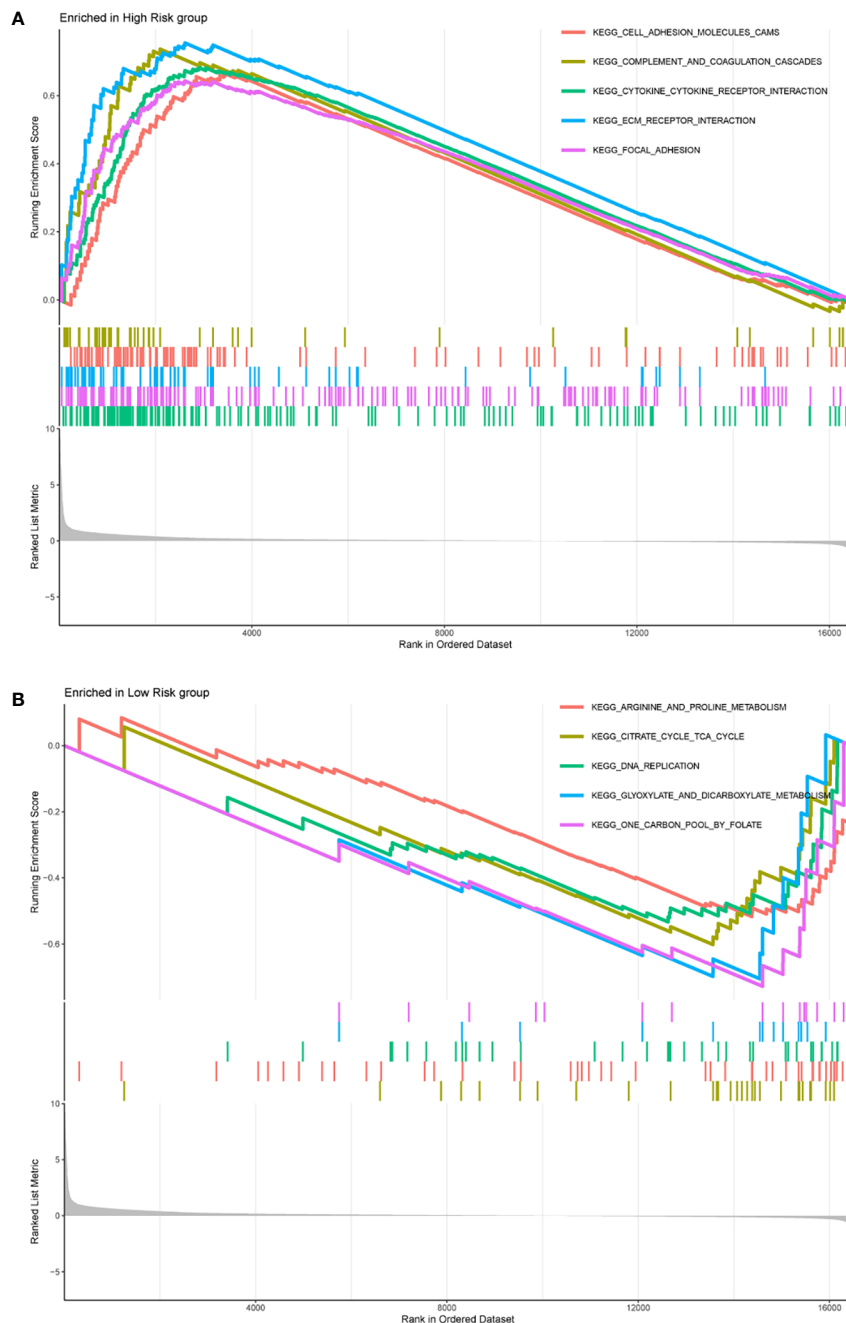 A
Enriched in High Risk group
KEGG_CELL_ADHESION_MOLECULES_CAMS
KEGG_COMPLEMENT_AND_COAGULATION_CASCADES
KEGG_CYTOKINE_CYTOKINE_RECEPTOR_INTERACTION
KEGG_ECM_RECEPTOR_INTERACTION
KEGG_FOCAL_ADHESION
Running Enrichment Score
0.6
0.4
0.2
0.0
Ranked List Metric
10
5
0
−5
4000 8000 12000 16000
Rank in Ordered Dataset
B
Enriched in Low Risk group
KEGG_ARGININE_AND_PROLINE_METABOLISM
KEGG_CITRATE_CYCLE_TCA_CYCLE
KEGG_DNA_REPLICATION
KEGG_GLYOXYLATE_AND_DICARBOXYLATE_METABOLISM
KEGG_ONE_CARBON_POOL_BY_FOLATE
Running Enrichment Score
0.0
−0.2
−0.4
−0.6
Ranked List Metric
10
5
0
−5
4000 8000 12000 16000
Rank in Ordered Dataset